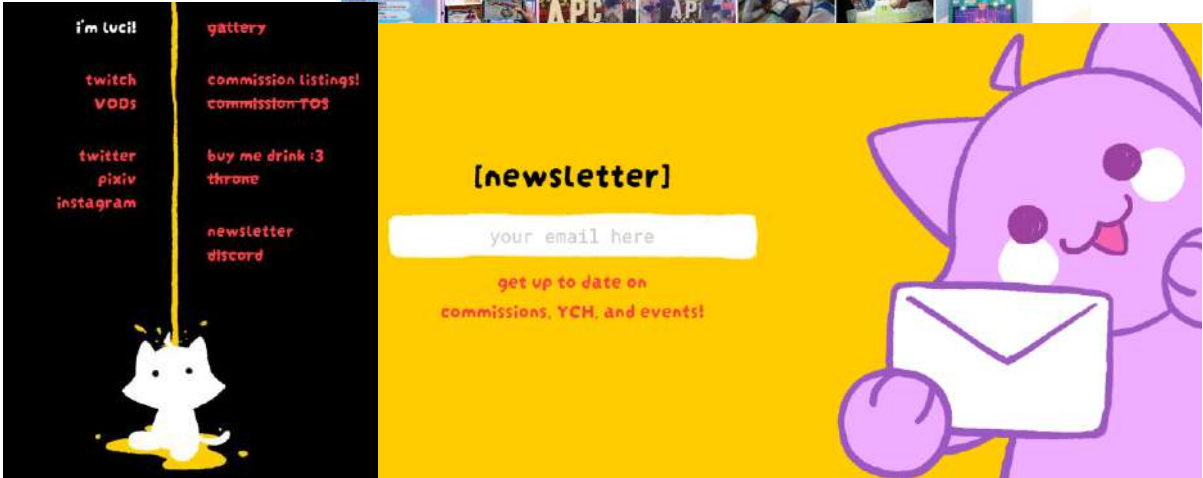 i'm luci!
twitch
VODs
twitter
pixiv
instagram
gallery
commission listings!
commission TOS
buy me drink :3
throne
newsletter
discord
[newsletter]
your email here
get up to date on
commissions, YCH, and events!